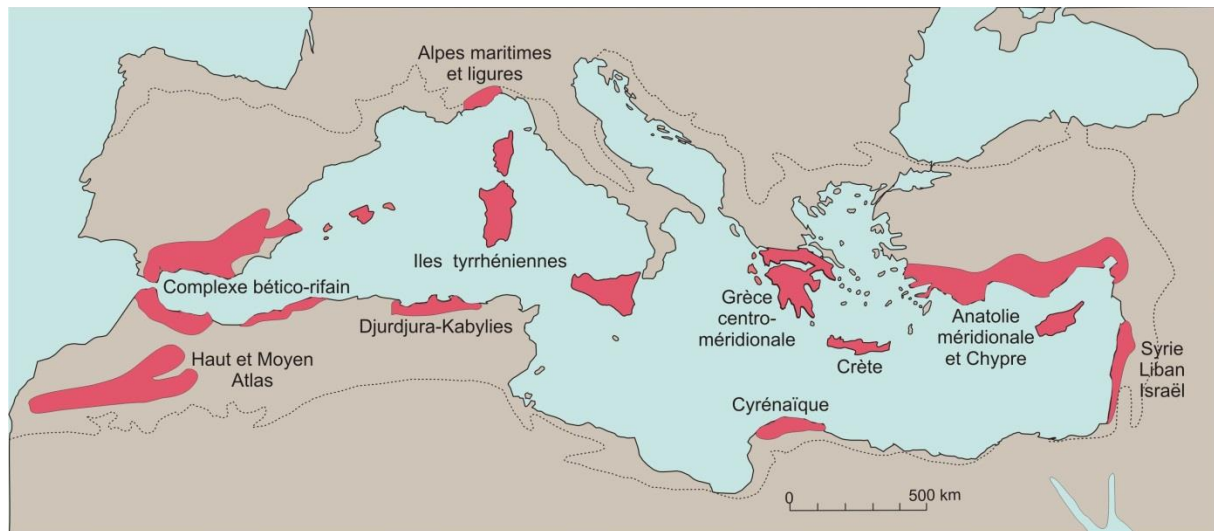 Alpes maritimes
et ligures
Iles tyrrhéniennes
Complexe bético-rifain
Djurdjura-Kabylies
Haut et Moyen
Atlas
Grèce
centro-
méridionale
Crète
Anatolie
méridionale
et Chypre
Syrie
Liban
Israël
Cyrénaïque
0 500 km